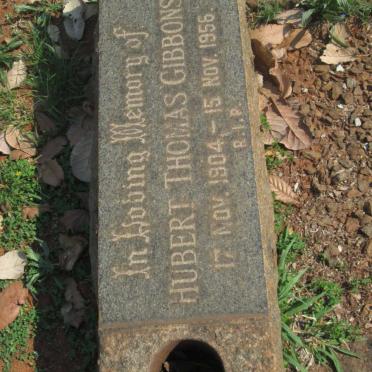 In Loving Memory of
HUBERT THOMAS GIBBONS
17 NOV. 1904 – 15 NOV. 1956
R.I.P.